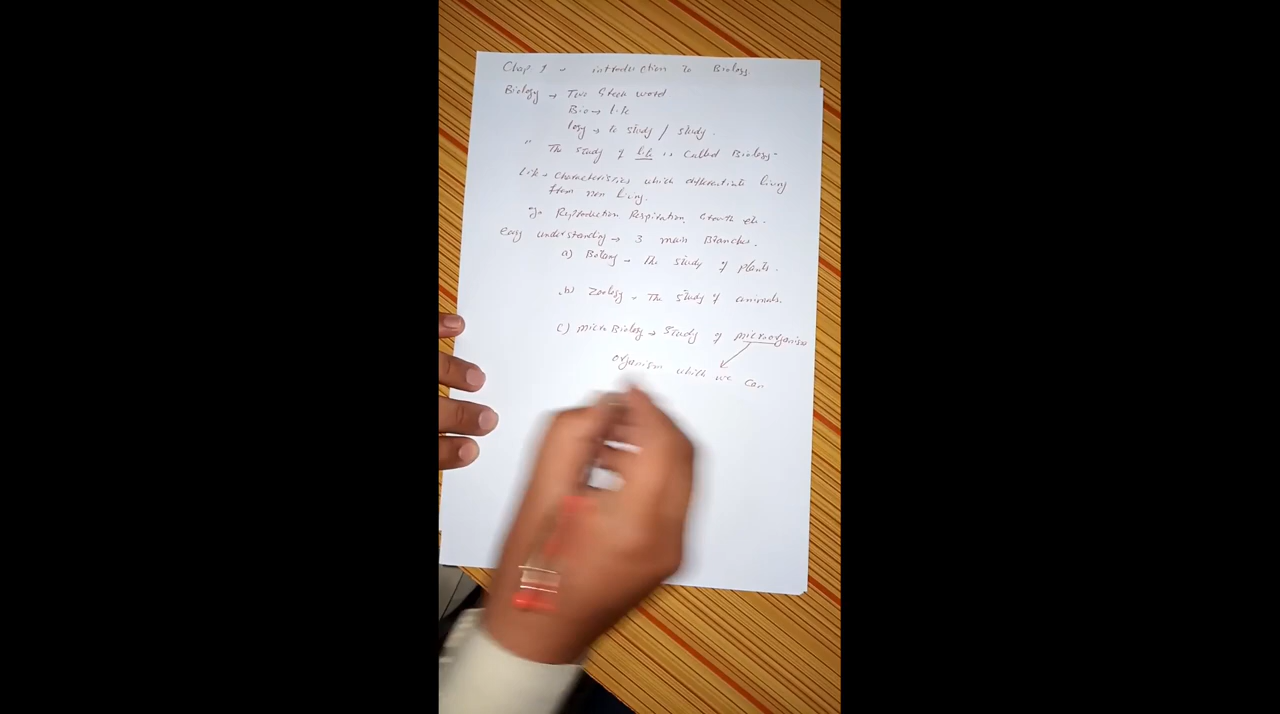 Chap 1 → introduction to Biology
Biology → Two Greek word
Bio → life
logy → to study / study.
" The study of life is called Biology"
life → characteristics which differentiate living
from non living.
eg → Reproduction Respiration, Growth etc.
easy understanding → 3 main Branches.
a) Botany → The study of plants.
b) Zoology → The study of animals.
c) micro Biology → Study of microorganism
organism which we can